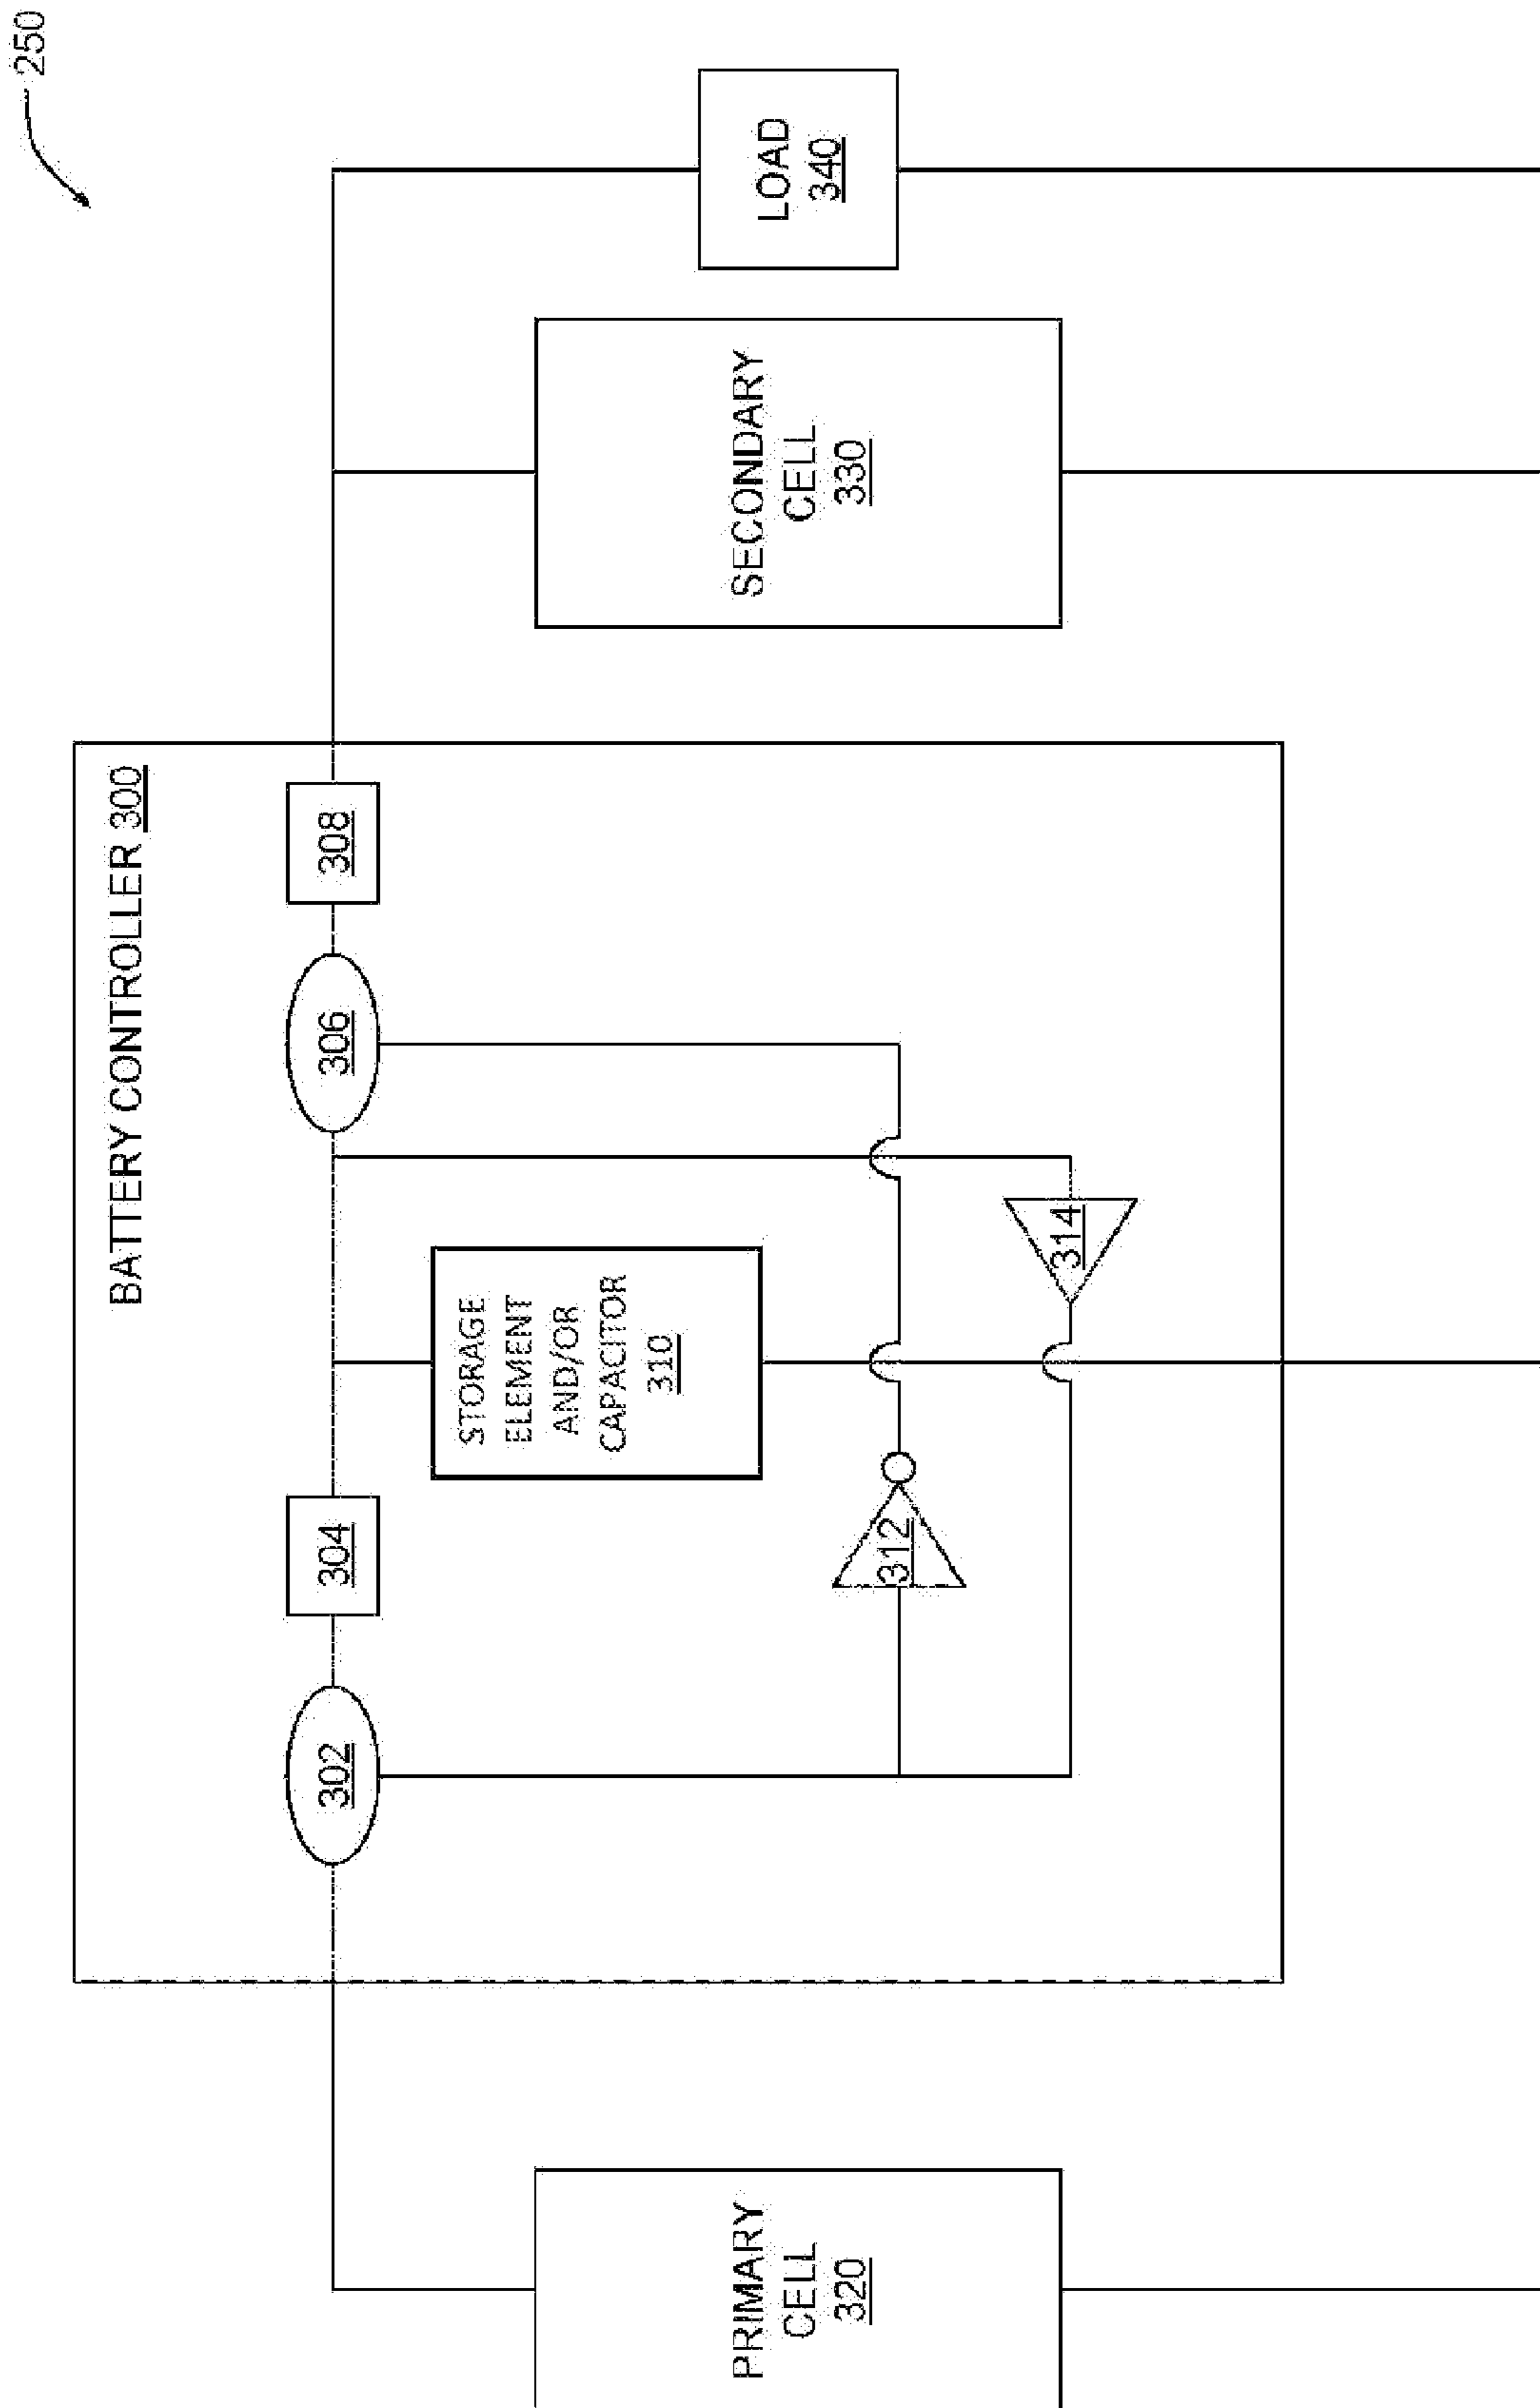 250
BATTERY CONTROLLER 300
302
304
306
308
STORAGE
ELEMENT
AND/OR
CAPACITOR
310
312
314
PRIMARY
CELL
320
SECONDARY
CELL
330
LOAD
340